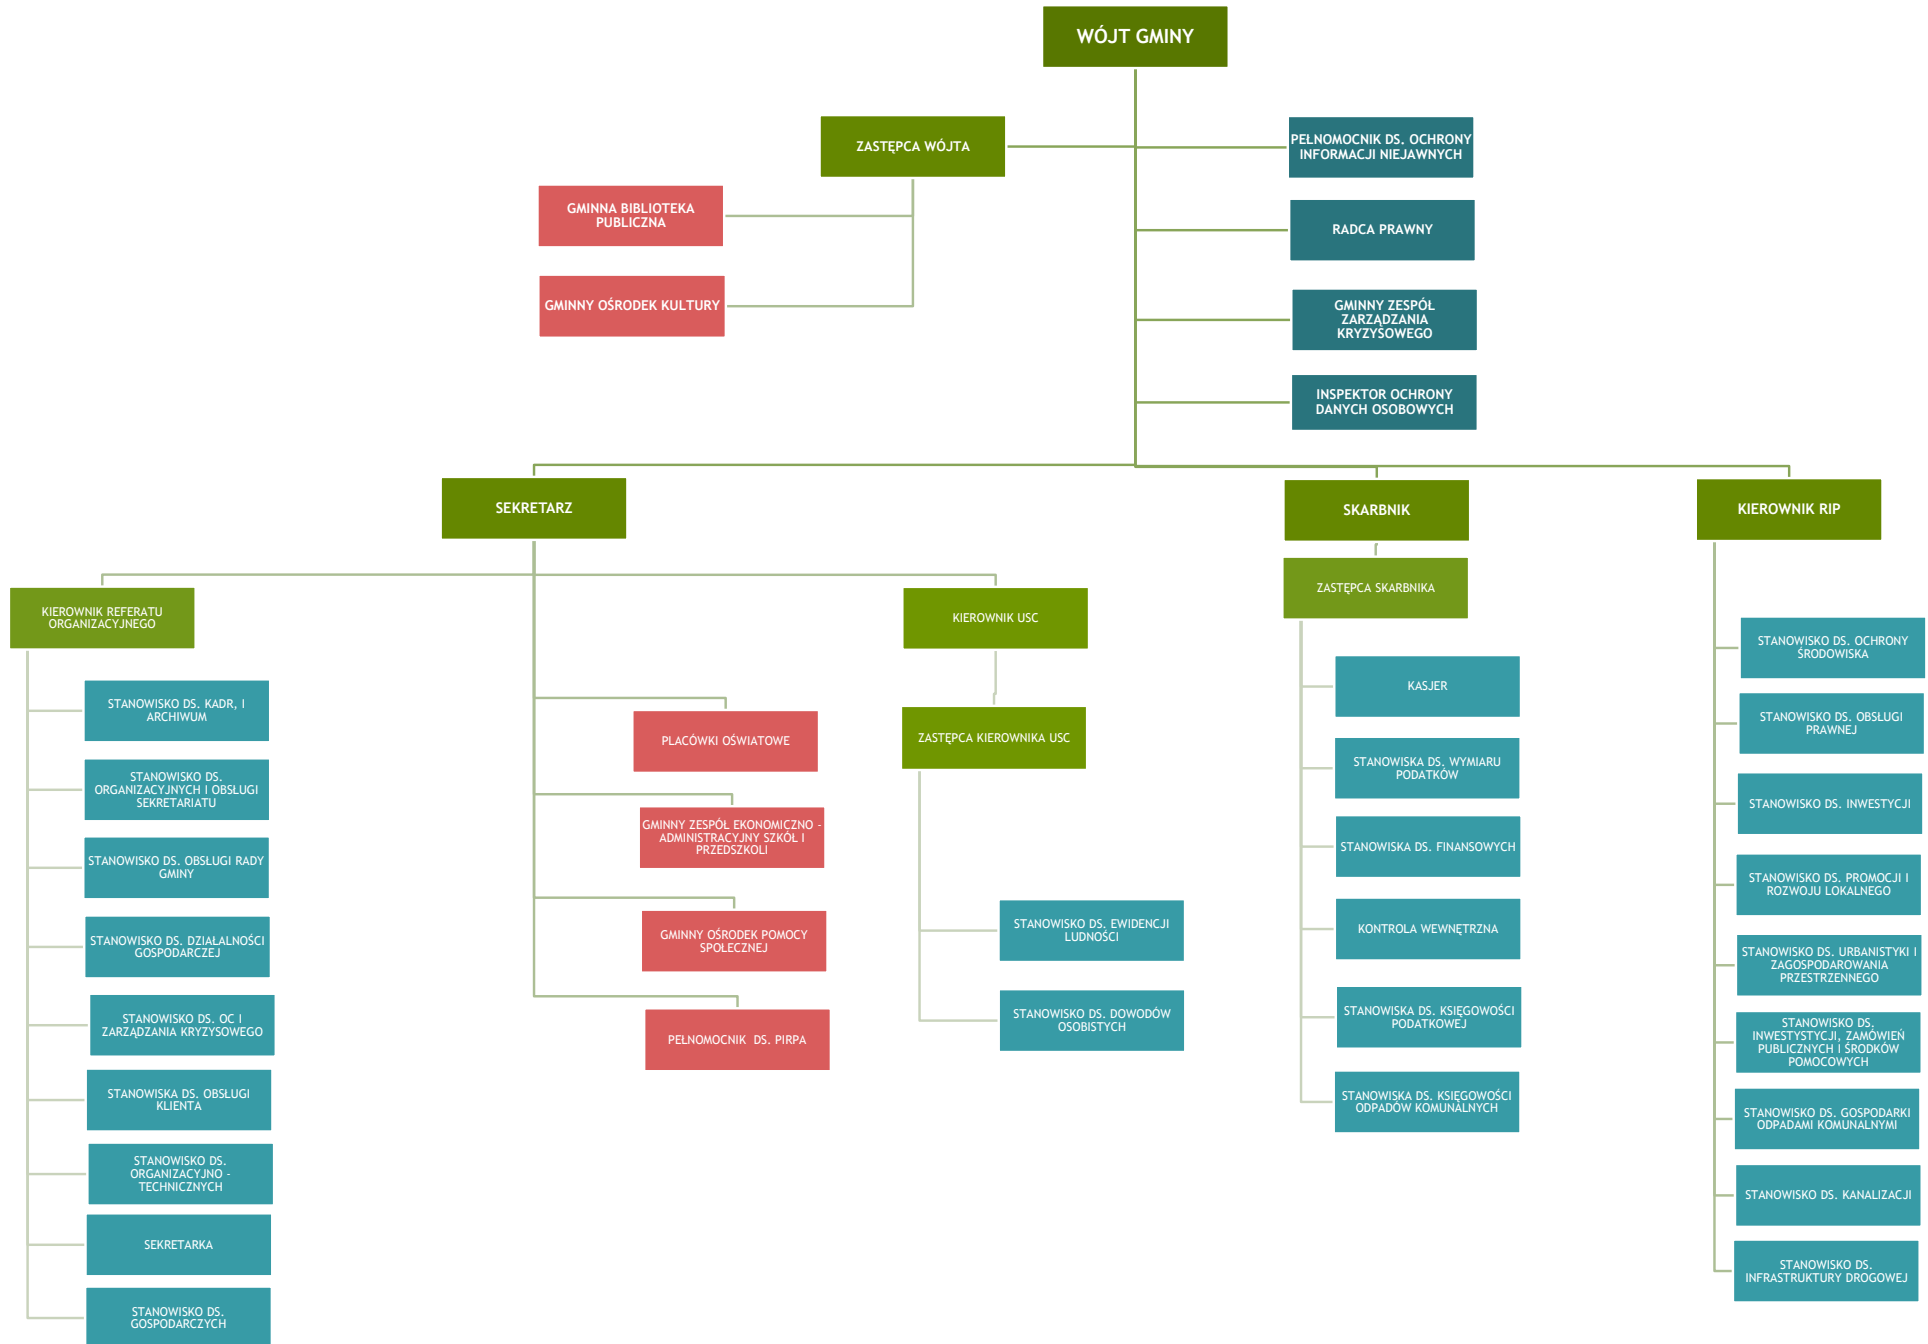 WÓJT GMINY
ZASTĘPCA WÓJTA
PEŁNOMOCNIK DS. OCHRONY
INFORMACJI NIEJAWNYCH
GMINNA BIBLIOTEKA
PUBLICZNA
RADCA PRAWNY
GMINNY OŚRODEK KULTURY
GMINNY ZESPÓŁ
ZARZĄDZANIA
KRYZYSOWEGO
INSPEKTOR OCHRONY
DANYCH OSOBOWYCH
SEKRETARZ
SKARBNIK
KIEROWNIK RIP
KIEROWNIK REFERATU
ORGANIZACYJNEGO
STANOWISKO DS. KADR, I
ARCHIWUM
STANOWISKO DS.
ORGANIZACYJNYCH I OBSŁUGI
SEKRETARIATU
STANOWISKO DS. OBSŁUGI RADY
GMINY
STANOWISKO DS. DZIAŁALNOŚCI
GOSPODARCZEJ
STANOWISKO DS. OC I
ZARZĄDZANIA KRYZYSOWEGO
STANOWISKA DS. OBSŁUGI
KLIENTA
STANOWISKO DS.
ORGANIZACYJNO –
TECHNICZNYCH
SEKRETARKA
STANOWISKO DS.
GOSPODARCZYCH
PLACÓWKI OŚWIATOWE
GMINNY ZESPÓŁ EKONOMICZNO –
ADMINISTRACYJNY SZKÓŁ I
PRZEDSZKOLI
GMINNY OŚRODEK POMOCY
SPOŁECZNEJ
PEŁNOMOCNIK DS. PIRPA
KIEROWNIK USC
ZASTĘPCA KIEROWNIKA USC
STANOWISKO DS. EWIDENCJI
LUDNOŚCI
STANOWISKO DS. DOWODÓW
OSOBISTYCH
ZASTĘPCA SKARBNIKA
KASJER
STANOWISKA DS. WYMIARU
PODATKÓW
STANOWISKA DS. FINANSOWYCH
KONTROLA WEWNĘTRZNA
STANOWISKA DS. KSIĘGOWOŚCI
PODATKOWEJ
STANOWISKA DS. KSIĘGOWOŚCI
ODPADÓW KOMUNALNYCH
STANOWISKO DS. OCHRONY
ŚRODOWISKA
STANOWISKO DS. OBSŁUGI
PRAWNEJ
STANOWISKO DS. INWESTYCJI
STANOWISKO DS. PROMOCJI I
ROZWOJU LOKALNEGO
STANOWISKO DS. URBANISTYKI I
ZAGOSPODAROWANIA
PRZESTRZENNEGO
STANOWISKO DS.
INWESTYSTYCJI, ZAMÓWIEŃ
PUBLICZNYCH I ŚRODKÓW
POMOCOWYCH
STANOWISKO DS. GOSPODARKI
ODPADAMI KOMUNALNYMI
STANOWISKO DS. KANALIZACJI
STANOWISKO DS.
INFRASTRUKTURY DROGOWEJ